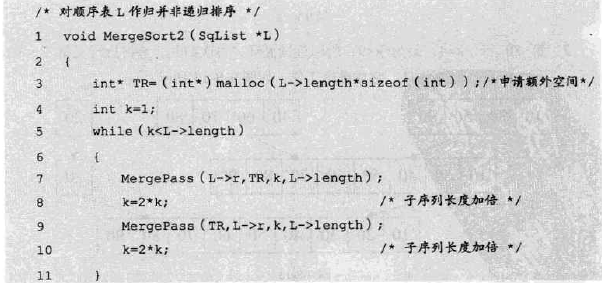 /* 对顺序表L作归并非递归排序 */
1 void MergeSort2(SqList *L)
2 {
3 int* TR=(int*)malloc(L->length*sizeof(int));/*申请额外空间*/
4 int k=1;
5 while(k<L->length)
6 {
7 MergePass(L->r,TR,k,L->length);
8 k=2*k; /* 子序列长度加倍 */
9 MergePass(TR,L->r,k,L->length);
10 k=2*k; /* 子序列长度加倍 */
11 }